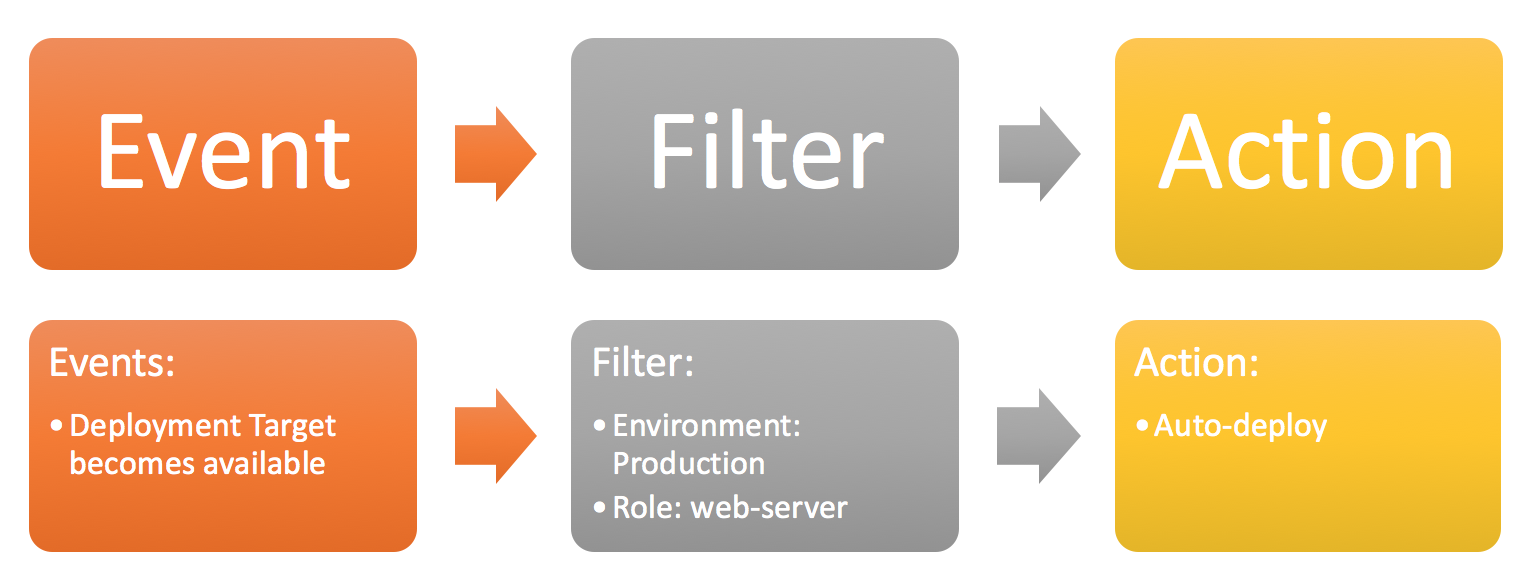 Event
Filter
Action
Events:
• Deployment Target
becomes available
Filter:
• Environment:
Production
• Role: web-server
Action:
• Auto-deploy